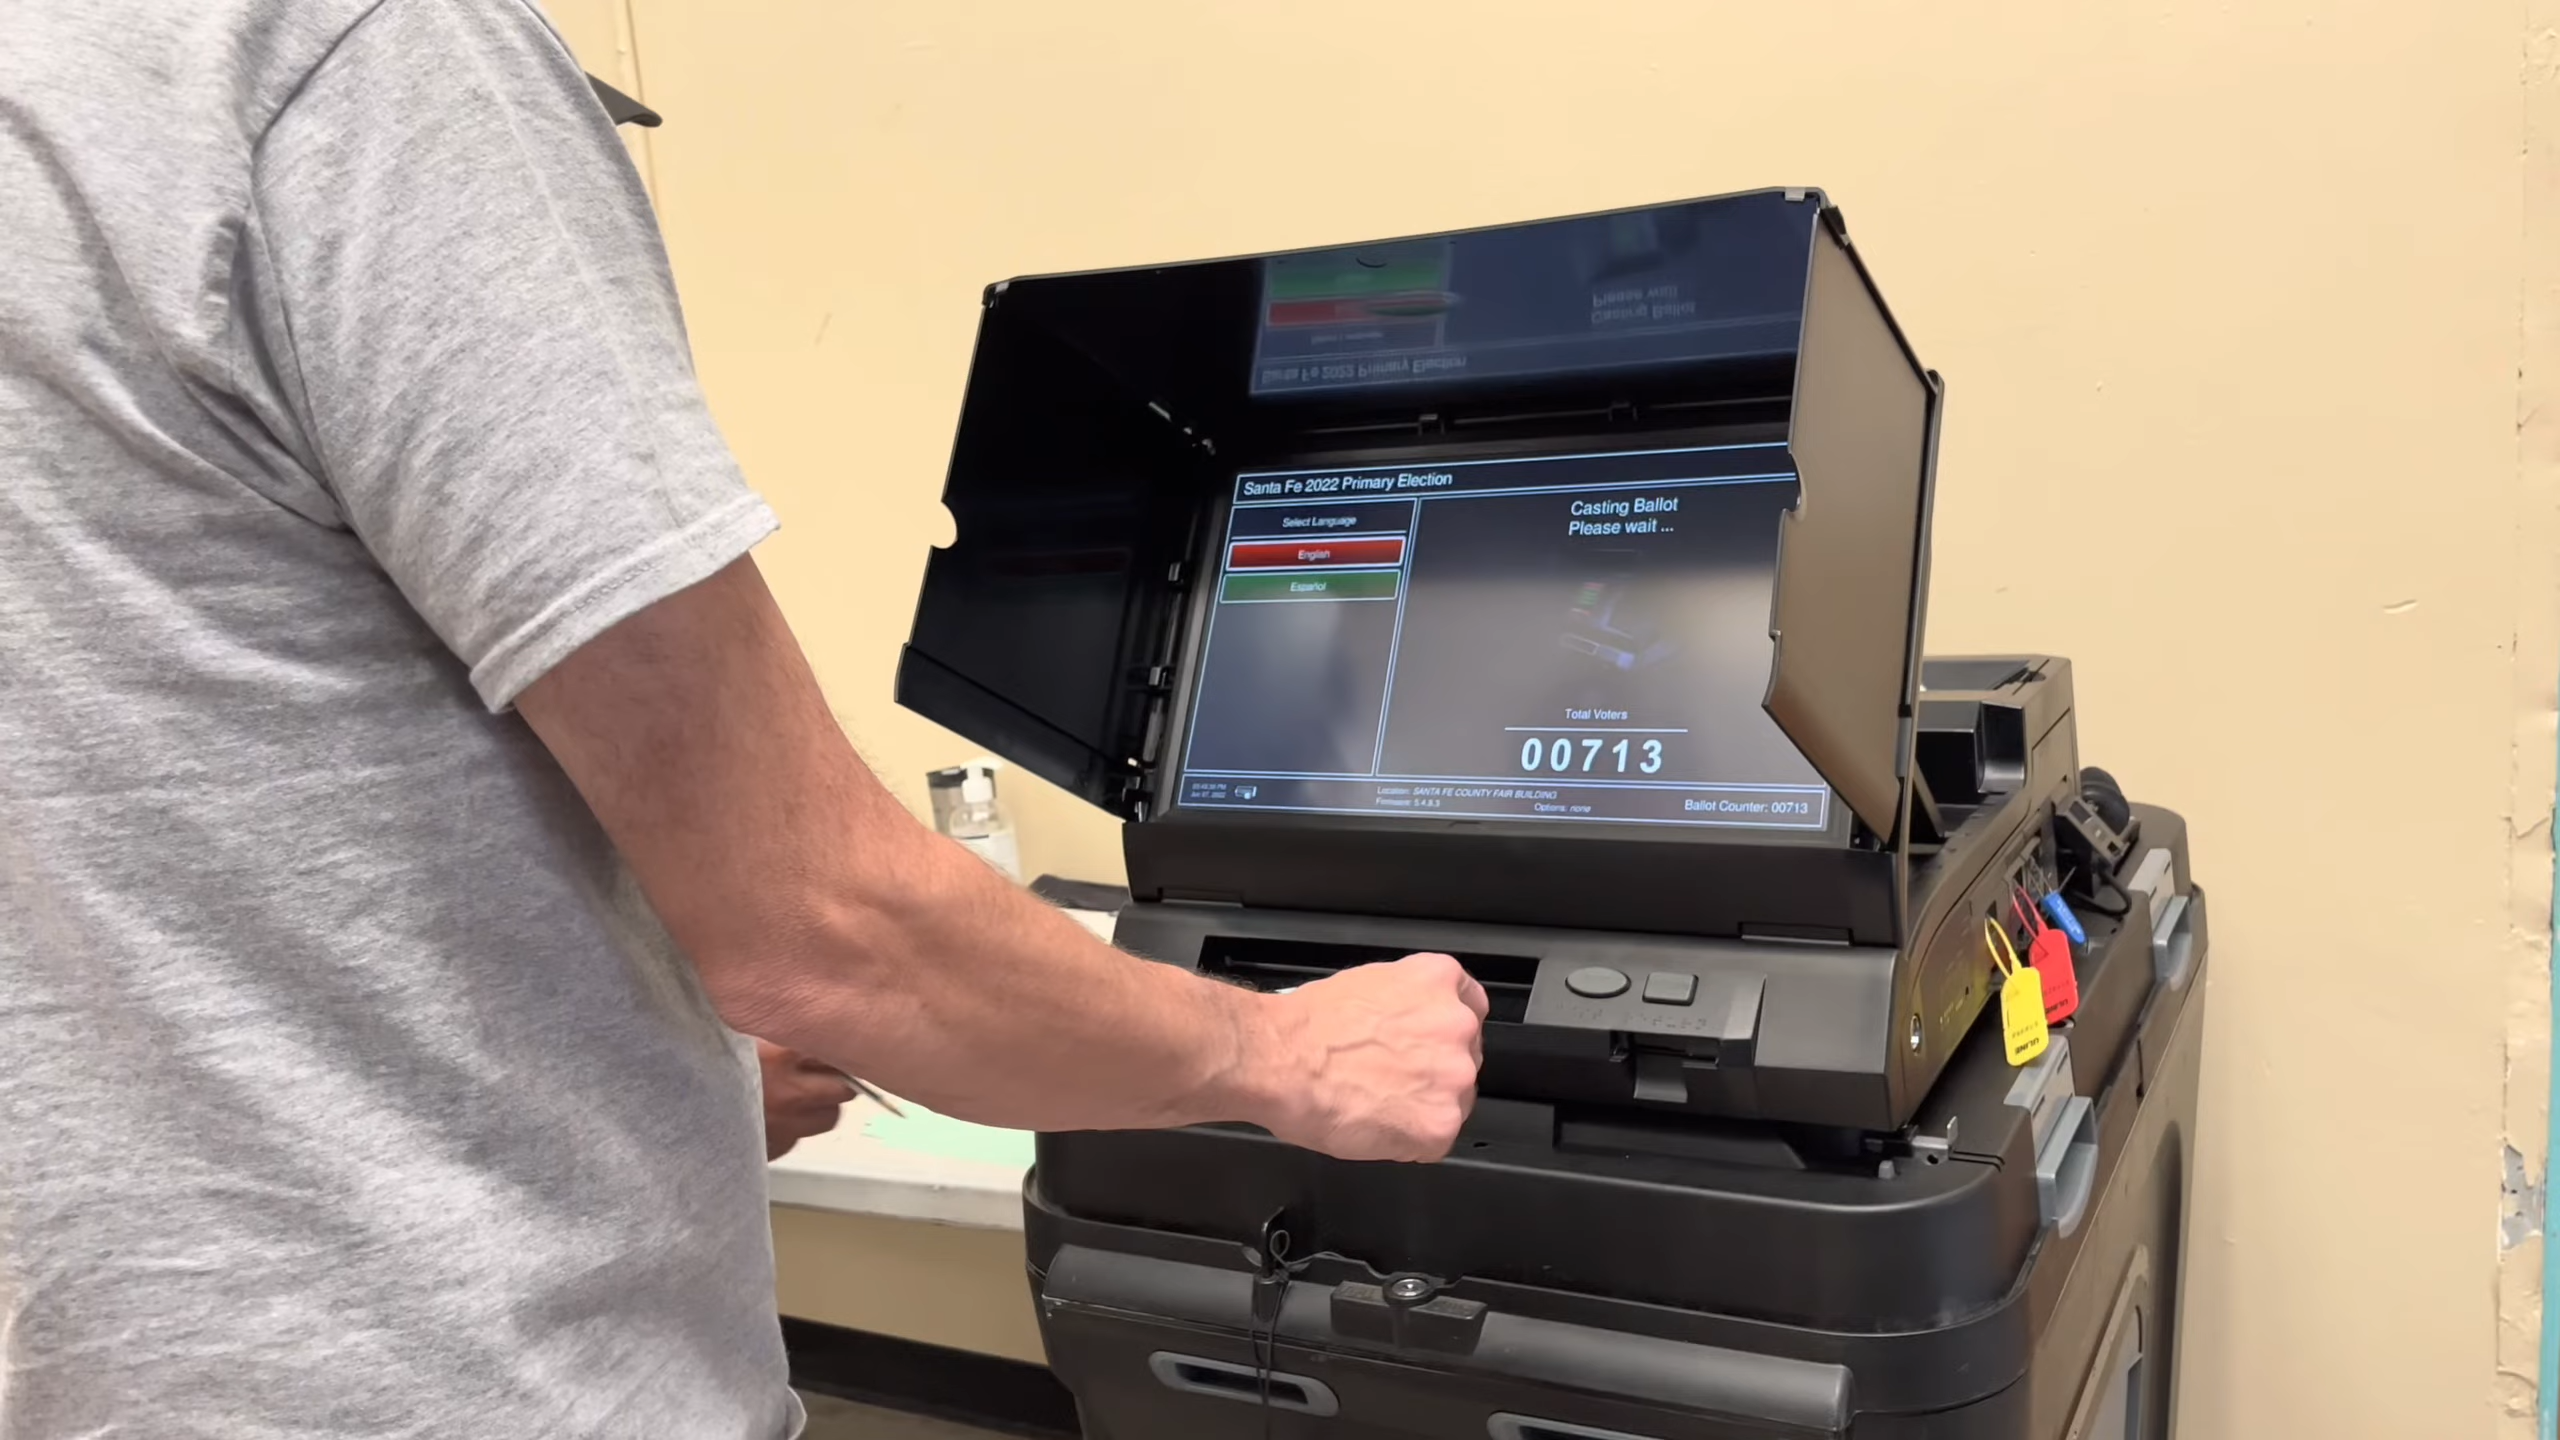 Santa Fe 2022 Primary Election
Select Language
English
Español
Casting Ballot
Please wait ...
Total Voters
00713
Location: SANTA FE COUNTY FAIR BUILDING
Options: none
Ballot Counter: 00713
ULINE